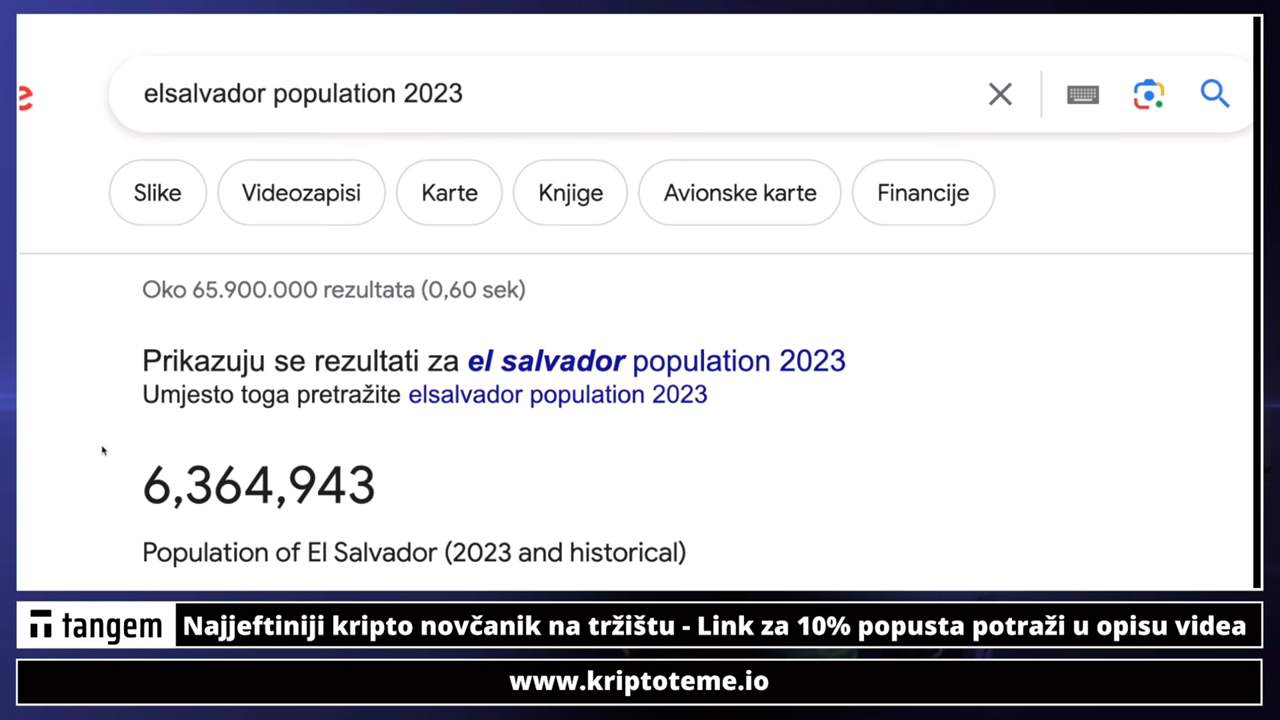 elsalvador population 2023
Slike Videozapisi Karte Knjige Avionske karte Financije
Oko 65.900.000 rezultata (0,60 sek)
Prikazuju se rezultati za el salvador population 2023
Umjesto toga pretražite elsalvador population 2023
6,364,943
Population of El Salvador (2023 and historical)
tangem Najjeftiniji kripto novčanik na tržištu - Link za 10% popusta potraži u opisu videa
www.kriptoteme.io